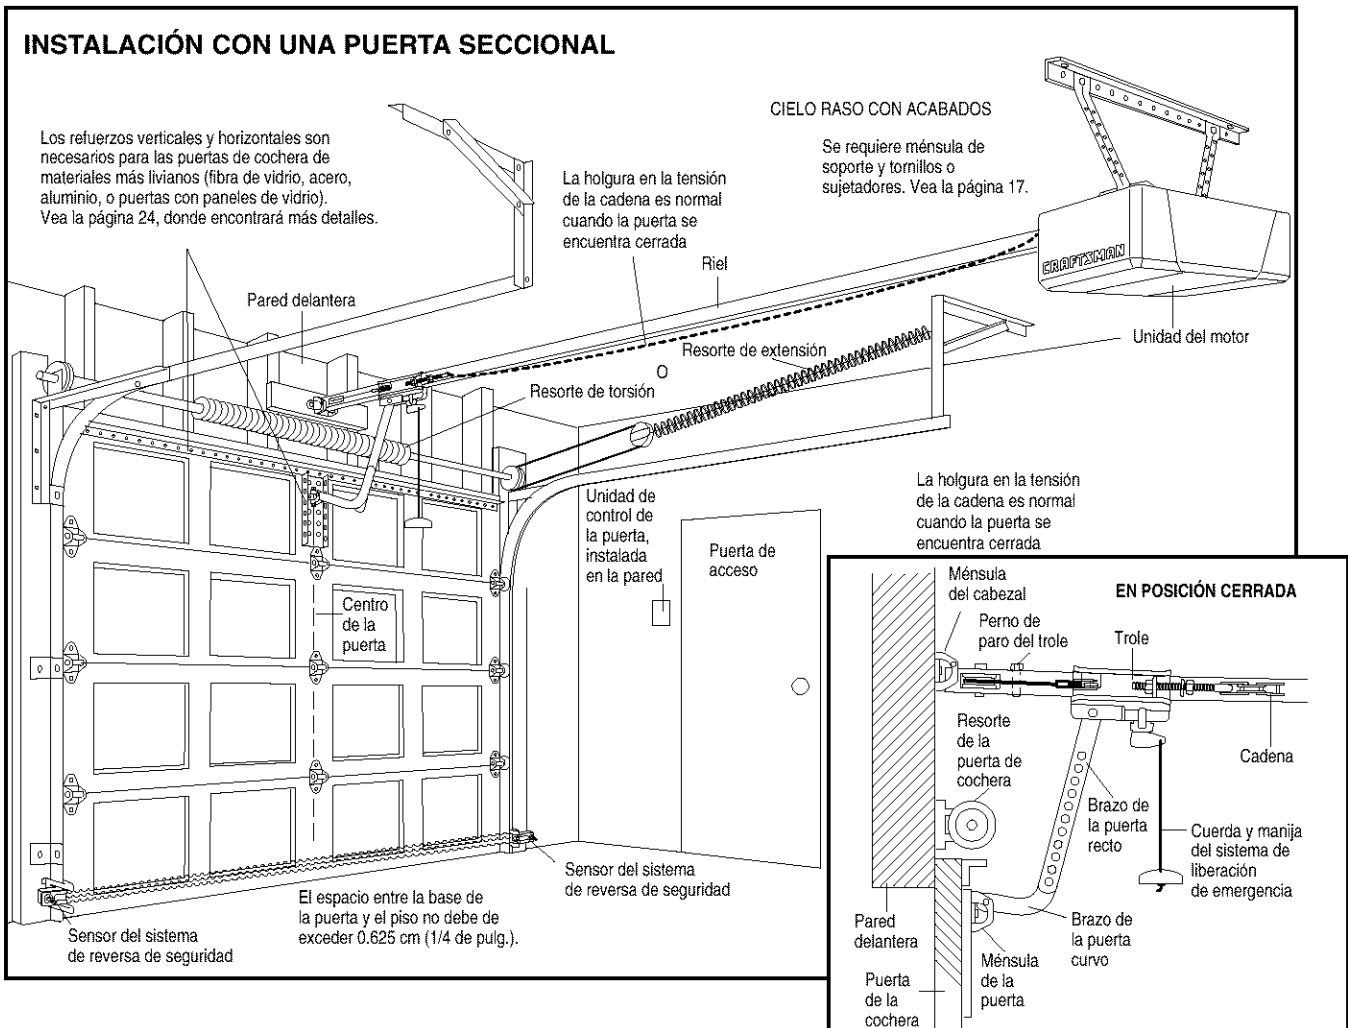 INSTALACIÓN CON UNA PUERTA SECCIONAL
Los refuerzos verticales y horizontales son
necesarios para las puertas de cochera de
materiales más livianos (fibra de vidrio, acero,
aluminio, o puertas con paneles de vidrio).
Vea la página 24, donde encontrará más detalles.
CIELO RASO CON ACABADOS
Se requiere ménsula de
soporte y tornillos o
sujetadores. Vea la página 17.
La holgura en la tensión
de la cadena es normal
cuando la puerta se
encuentra cerrada
Riel
CRAFTSMAN
Pared delantera
Unidad del motor
Resorte de extensión
O
Resorte de torsión
Unidad de
control de
la puerta,
instalada
en la pared
Puerta de
acceso
Centro
de la
puerta
La holgura en la tensión
de la cadena es normal
cuando la puerta se
encuentra cerrada
Sensor del sistema
de reversa de seguridad
El espacio entre la base de
la puerta y el piso no debe de
exceder 0.625 cm (1/4 de pulg.).
Sensor del sistema
de reversa de seguridad
EN POSICIÓN CERRADA
Ménsula
del cabezal
Perno de
paro del trole
Trole
Resorte
de la
puerta de
cochera
Cadena
Brazo de
la puerta
recto
Cuerda y manija
del sistema de
liberación
de emergencia
Pared
delantera
Brazo de
la puerta
curvo
Ménsula
de la
puerta
Puerta
de la
cochera